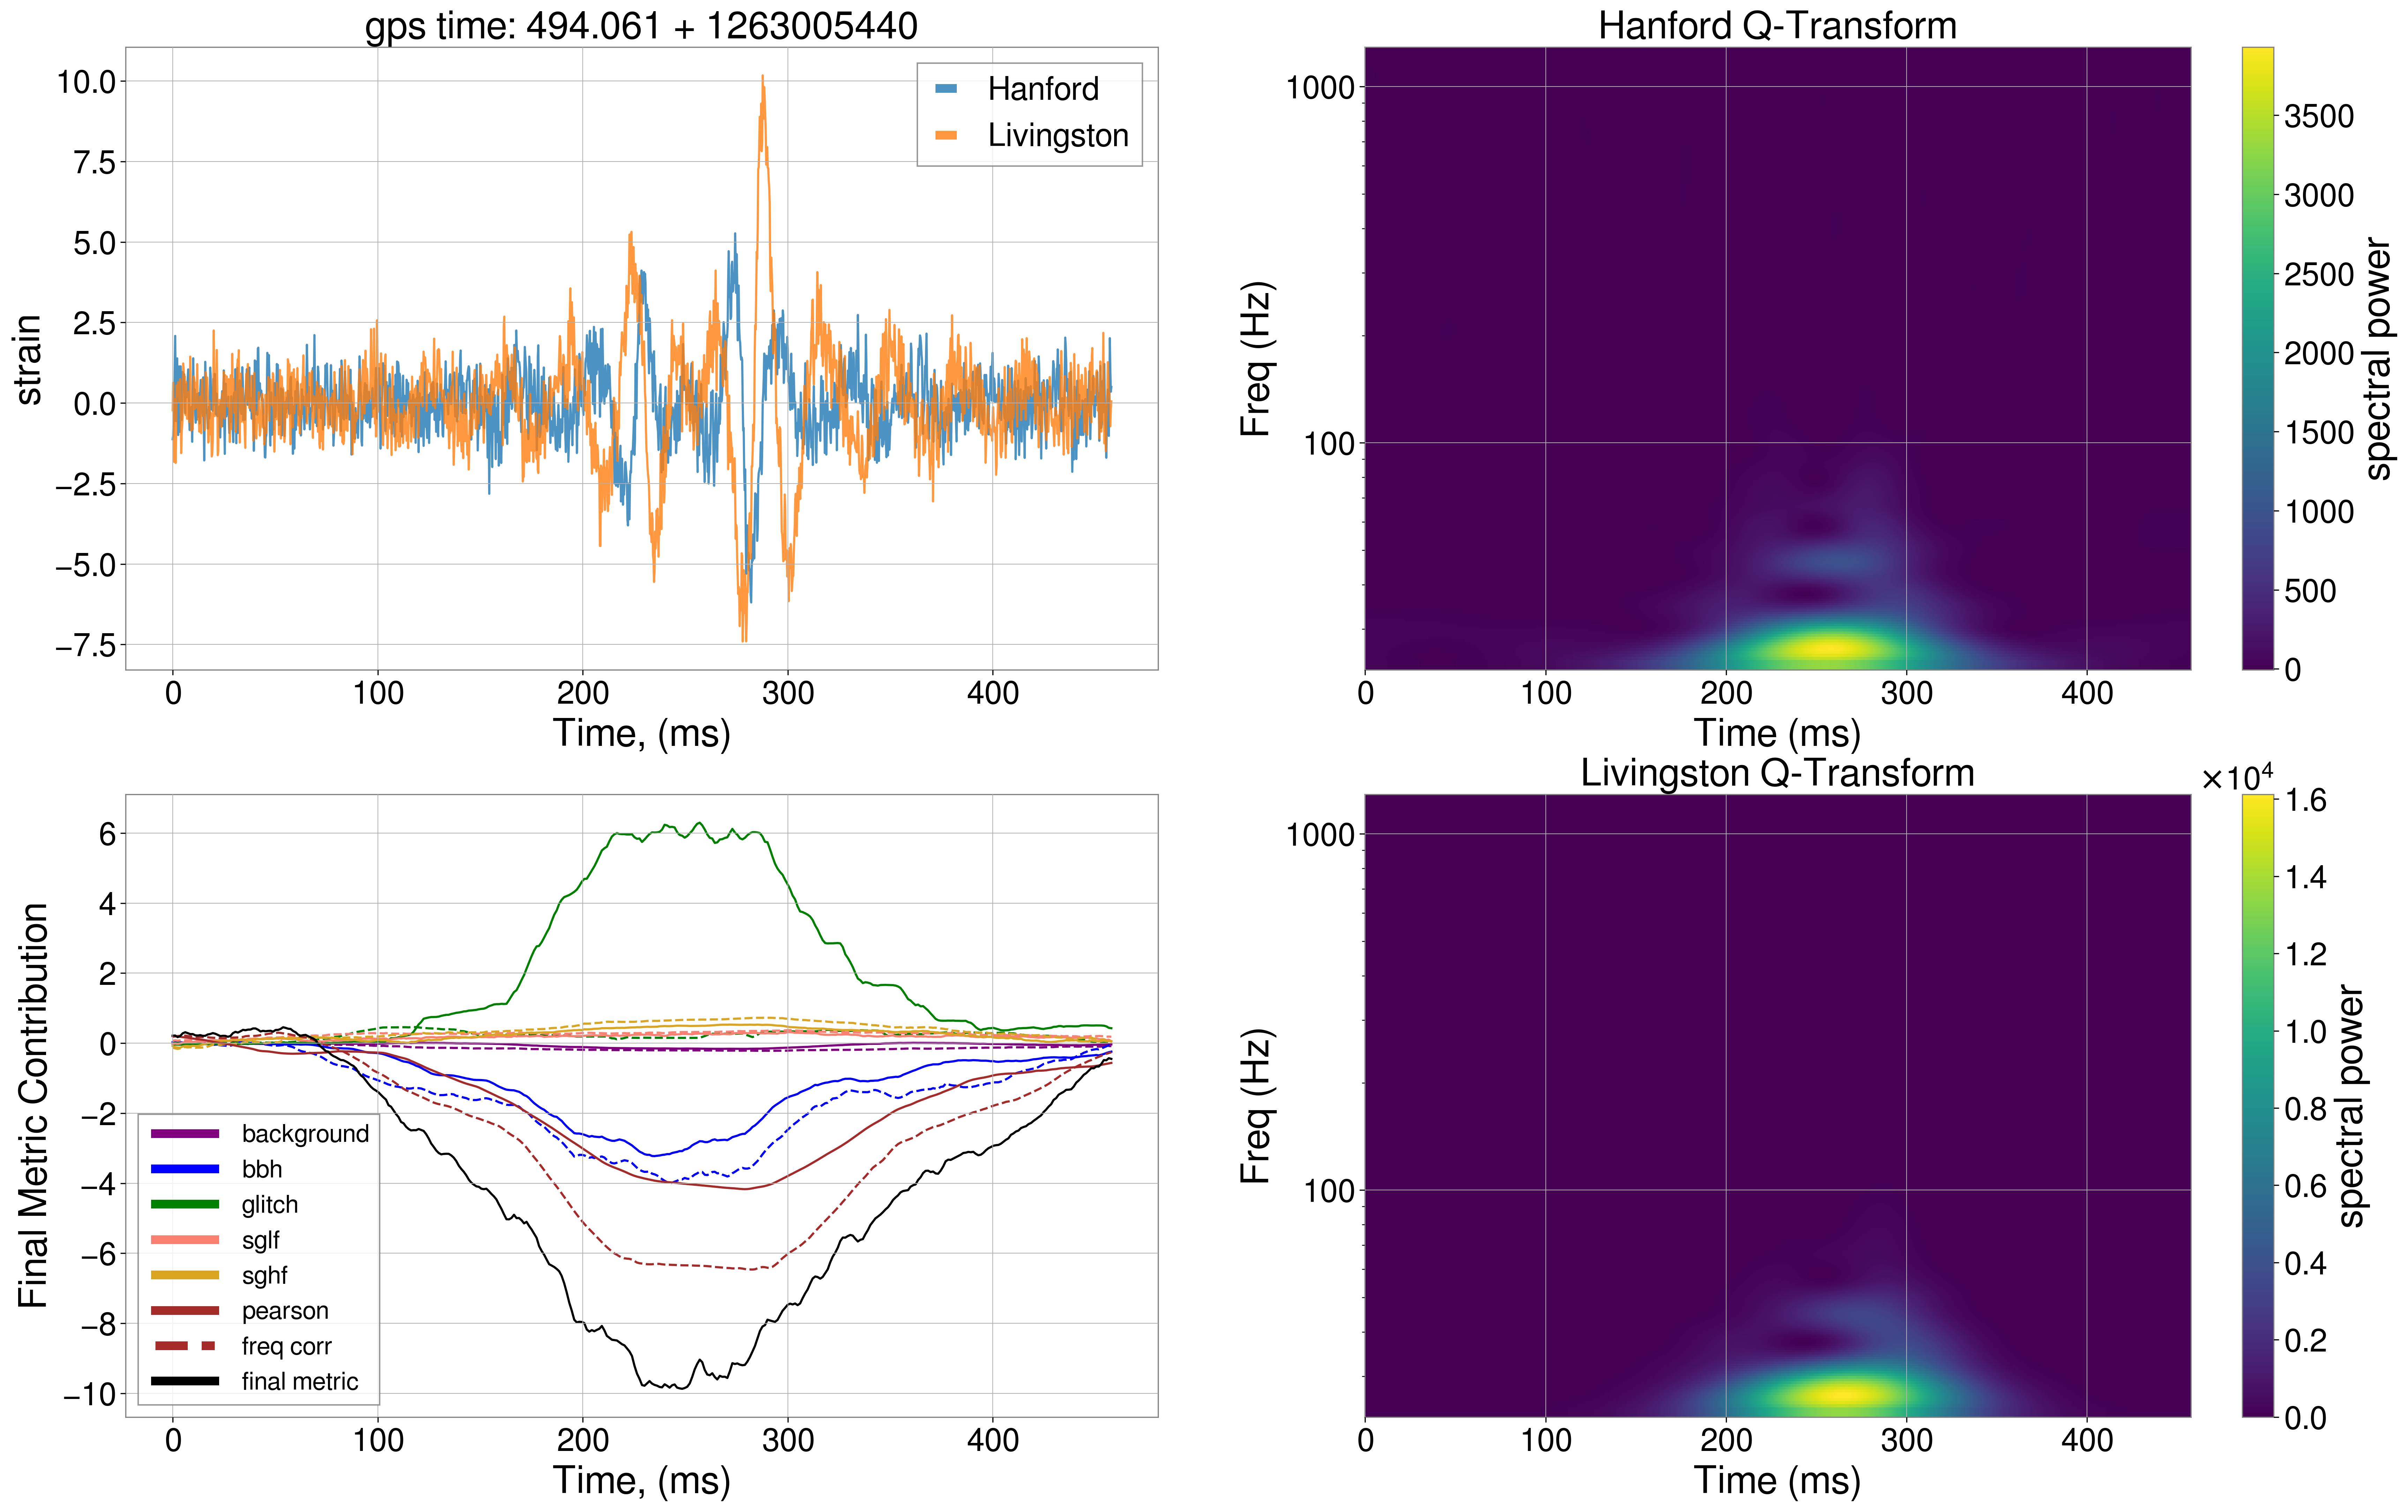 gps time: 494.061 + 1263005440
10.0
7.5
5.0
2.5
0.0
−2.5
−5.0
−7.5
strain
Hanford
Livingston
0 100 200 300 400
Time, (ms)
Hanford Q-Transform
1000
100
Freq (Hz)
0 100 200 300 400
Time (ms)
3500
3000
2500
2000
1500
1000
500
0
spectral power
6
4
2
0
−2
−4
−6
−8
−10
Final Metric Contribution
background
bbh
glitch
sglf
sghf
pearson
freq corr
final metric
0 100 200 300 400
Time, (ms)
Livingston Q-Transform
×10⁴
1000
100
Freq (Hz)
0 100 200 300 400
Time (ms)
1.6
1.4
1.2
1.0
0.8
0.6
0.4
0.2
0.0
spectral power